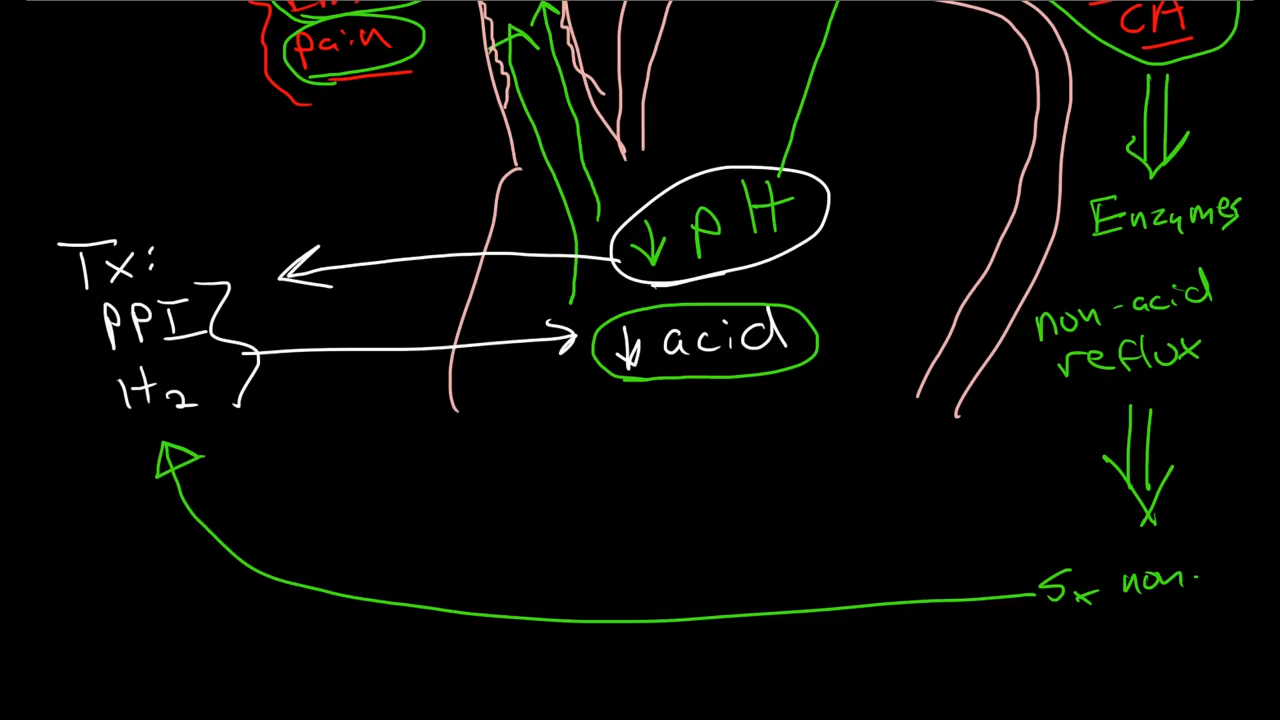 pain
CA
↓ pH
Enzymes
Tx:
PPI
H2
↓ acid
non-acid
reflux
Sx non.